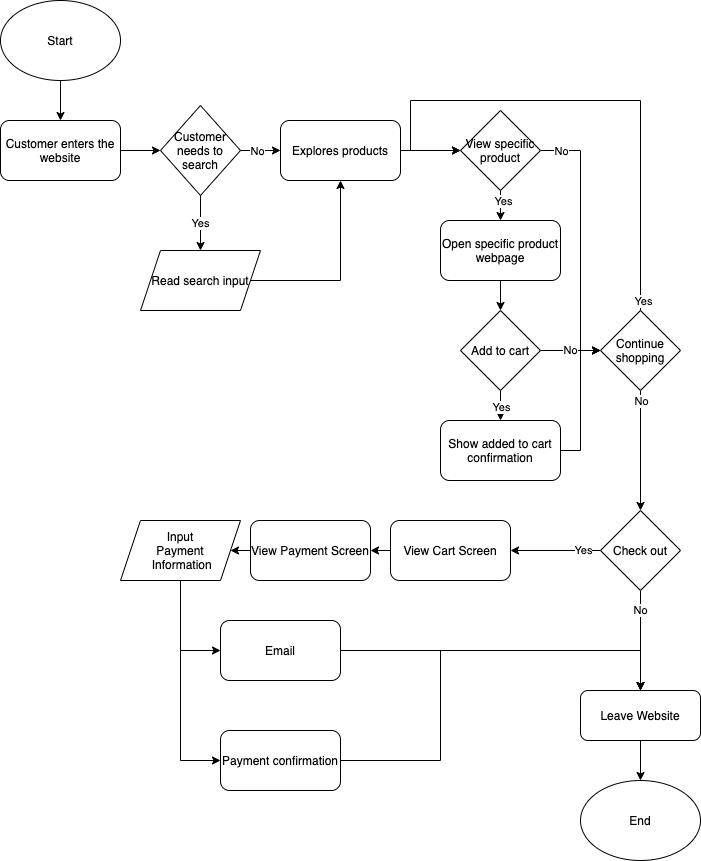 Start
Customer enters the
website
Customer
needs to
search
No
Explores products
View specific
product
No
Yes
Yes
Read search input
Open specific product
webpage
Yes
Add to cart
No
Continue
shopping
Yes
No
Show added to cart
confirmation
Input
Payment
Information
View Payment Screen
View Cart Screen
Yes
Check out
No
Email
Leave Website
Payment confirmation
End